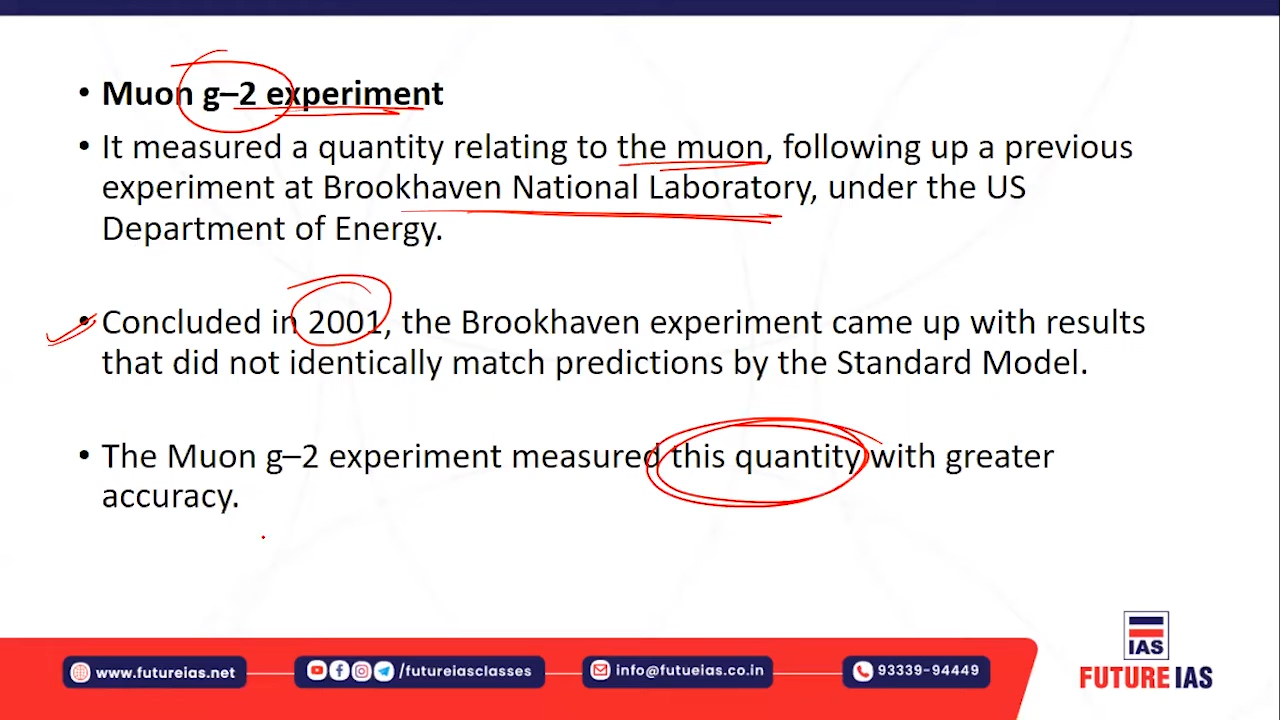 • Muon g–2 experiment
• It measured a quantity relating to the muon, following up a previous
experiment at Brookhaven National Laboratory, under the US
Department of Energy.
• Concluded in 2001, the Brookhaven experiment came up with results
that did not identically match predictions by the Standard Model.
• The Muon g–2 experiment measured this quantity with greater
accuracy.
IAS
www.futureias.net
/futureiasclasses
info@futueias.co.in
93339-94449
FUTURE IAS